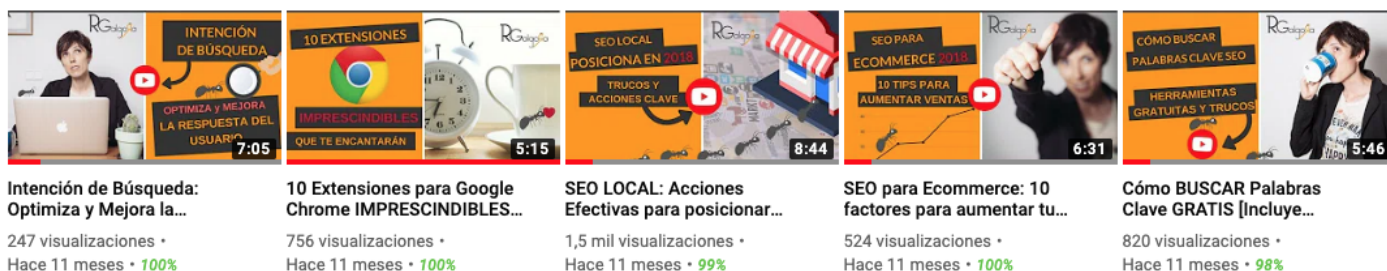 RGalgosa
INTENCIÓN
DE BÚSQUEDA
OPTIMIZA y MEJORA
LA RESPUESTA DEL
USUARIO
7:05
Intención de Búsqueda:
Optimiza y Mejora la...
247 visualizaciones •
Hace 11 meses • 100%
10 EXTENSIONES
IMPRESCINDIBLES
QUE TE ENCANTARÁN
5:15
10 Extensiones para Google
Chrome IMPRESCINDIBLES...
756 visualizaciones •
Hace 11 meses • 100%
SEO LOCAL
POSICIONA EN 2018
TRUCOS Y
ACCIONES CLAVE
8:44
SEO LOCAL: Acciones
Efectivas para posicionar...
1,5 mil visualizaciones •
Hace 11 meses • 99%
SEO PARA
ECOMMERCE 2018
10 TIPS PARA
AUMENTAR VENTAS
6:31
SEO para Ecommerce: 10
factores para aumentar tu...
524 visualizaciones •
Hace 11 meses • 100%
CÓMO BUSCAR
PALABRAS CLAVE SEO
HERRAMIENTAS
GRATUITAS Y TRUCOS
5:46
Cómo BUSCAR Palabras
Clave GRATIS [Incluye...
820 visualizaciones •
Hace 11 meses • 98%